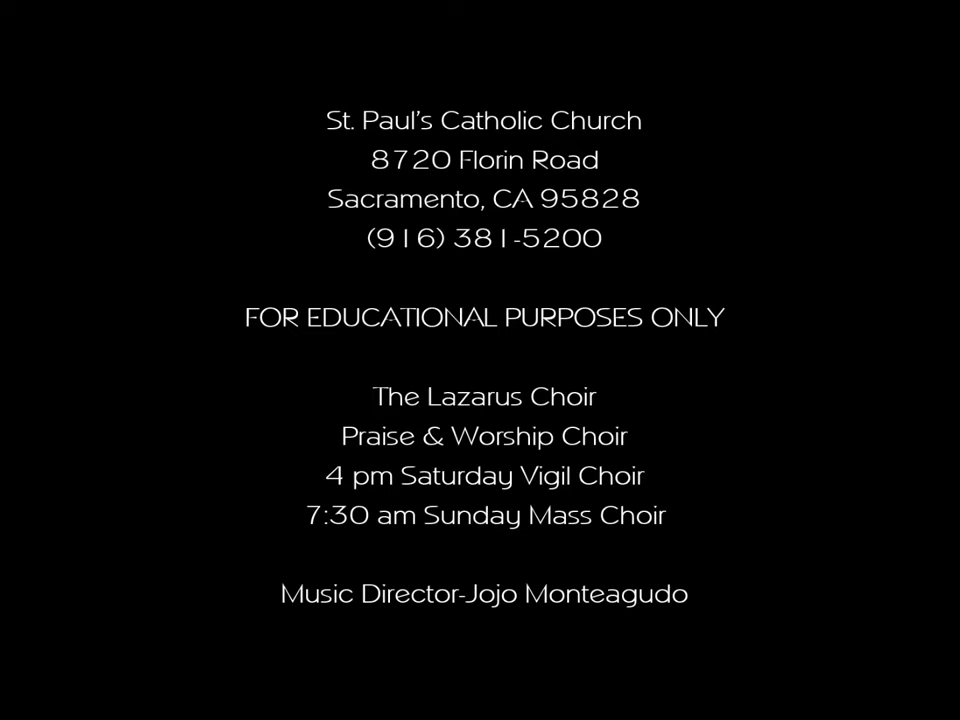 St. Paul's Catholic Church
8720 Florin Road
Sacramento, CA 95828
(916) 381-5200
FOR EDUCATIONAL PURPOSES ONLY
The Lazarus Choir
Praise & Worship Choir
4 pm Saturday Vigil Choir
7:30 am Sunday Mass Choir
Music Director-Jojo Monteagudo